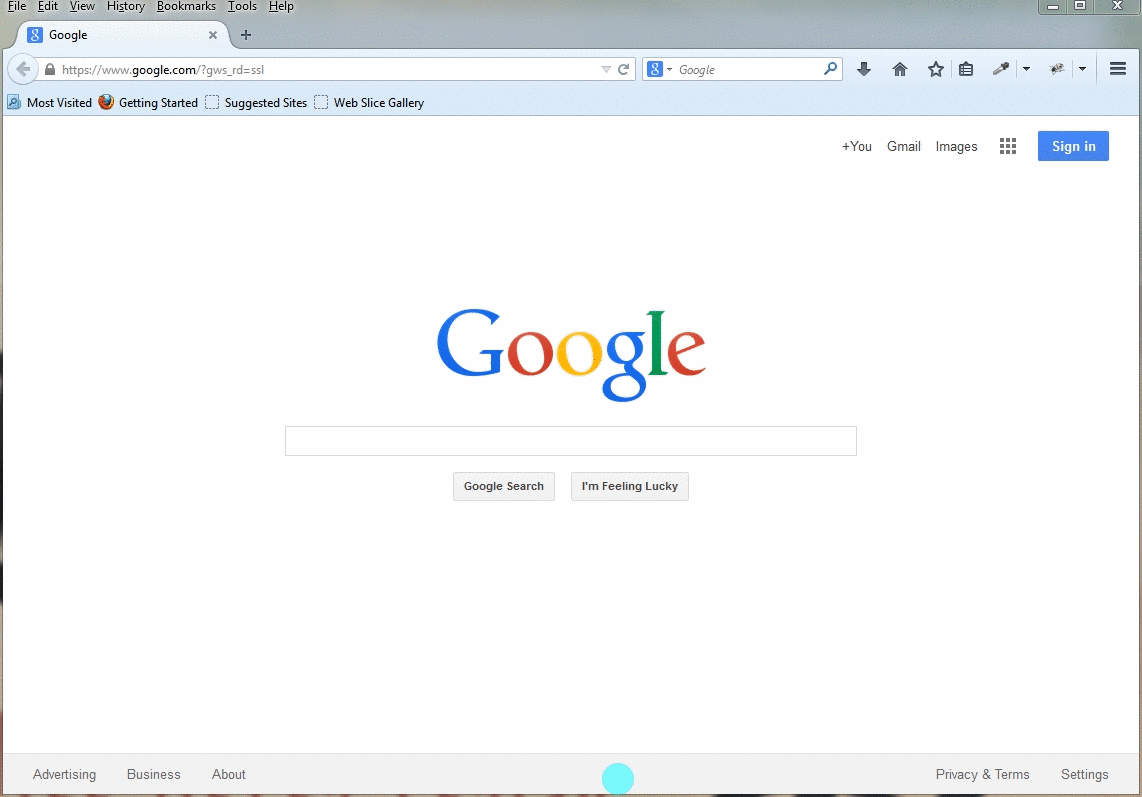 File Edit View History Bookmarks Tools Help
Google
https://www.google.com/?gws_rd=ssl
8 Google
Most Visited Getting Started Suggested Sites Web Slice Gallery
+You Gmail Images Sign in
Google
Google Search I'm Feeling Lucky
Advertising Business About Privacy & Terms Settings